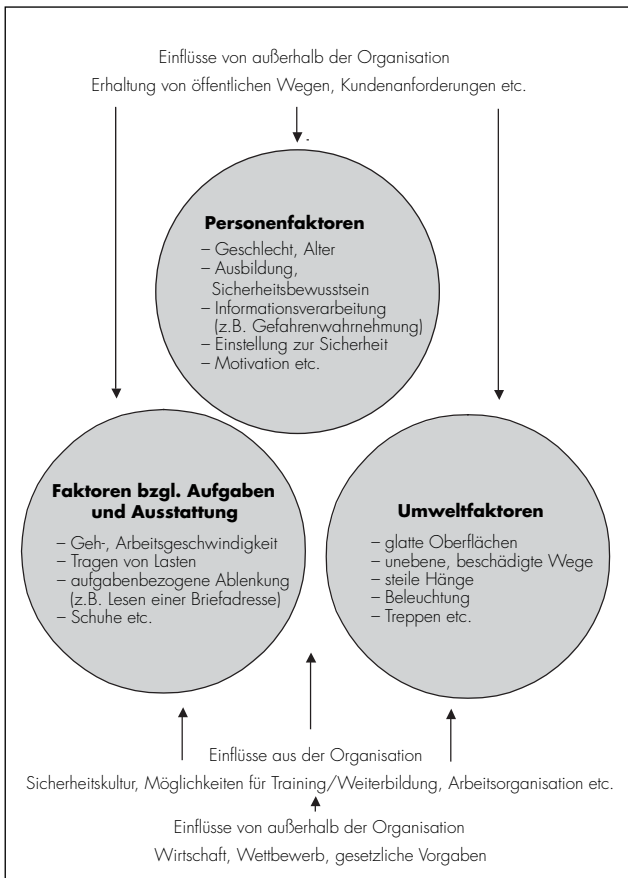 Einflüsse von außerhalb der Organisation
Erhaltung von öffentlichen Wegen, Kundenanforderungen etc.
Personenfaktoren
– Geschlecht, Alter
– Ausbildung,
Sicherheitsbewusstsein
– Informationsverarbeitung
(z.B. Gefahrenwahrnehmung)
– Einstellung zur Sicherheit
– Motivation etc.
Faktoren bzgl. Aufgaben
und Ausstattung
– Geh-, Arbeitsgeschwindigkeit
– Tragen von Lasten
– aufgabenbezogene Ablenkung
(z.B. Lesen einer Briefadresse)
– Schuhe etc.
Umweltfaktoren
– glatte Oberflächen
– unebene, beschädigte Wege
– steile Hänge
– Beleuchtung
– Treppen etc.
Einflüsse aus der Organisation
Sicherheitskultur, Möglichkeiten für Training/Weiterbildung, Arbeitsorganisation etc.
Einflüsse von außerhalb der Organisation
Wirtschaft, Wettbewerb, gesetzliche Vorgaben